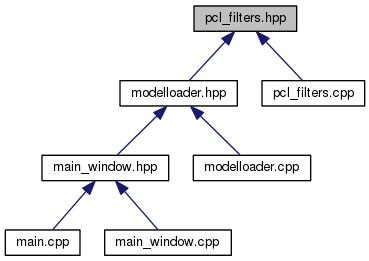 pcl_filters.hpp
modelloader.hpp
pcl_filters.cpp
main_window.hpp
modelloader.cpp
main.cpp
main_window.cpp